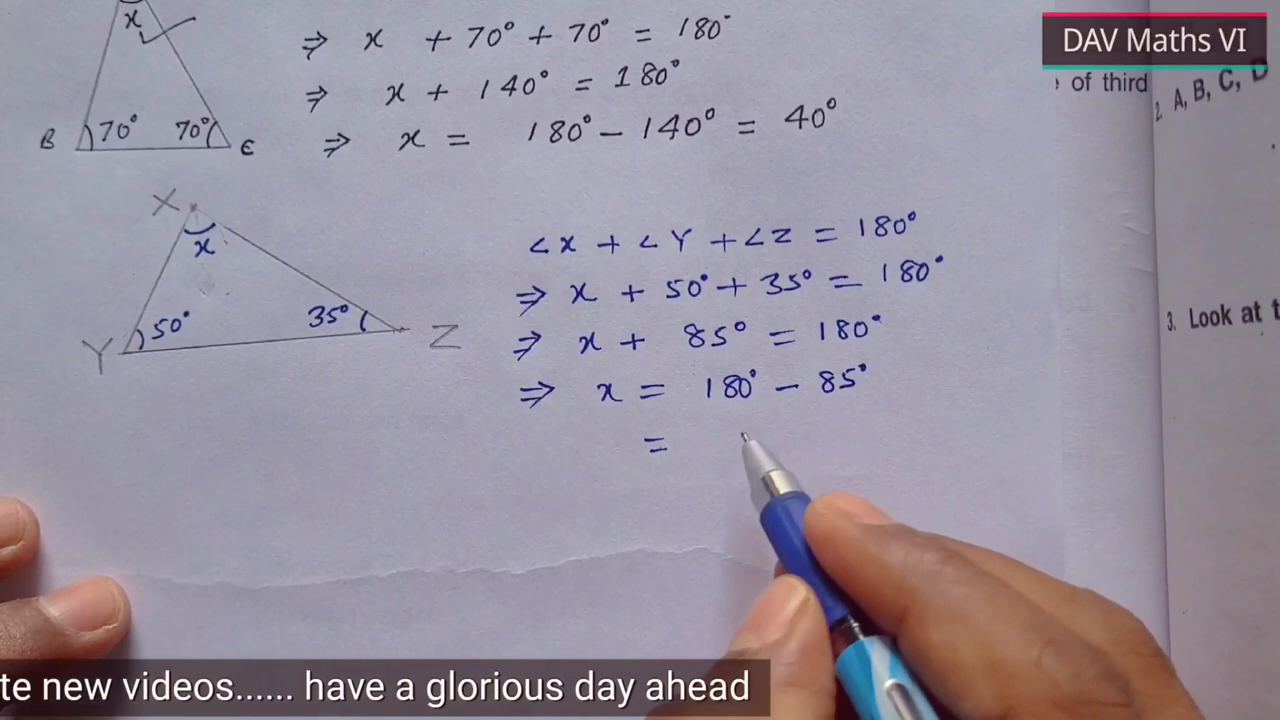 x
⇒ x + 70° + 70° = 180°
⇒ x + 140° = 180°
⇒ x = 180° - 140° = 40°
B 70° 70° C
DAV Maths VI
of third
2. A, B, C, D
3. Look at t
X
x
50° 35°
Y Z
∠X + ∠Y + ∠Z = 180°
⇒ x + 50° + 35° = 180°
⇒ x + 85° = 180°
⇒ x = 180° - 85°
=
te new videos...... have a glorious day ahead